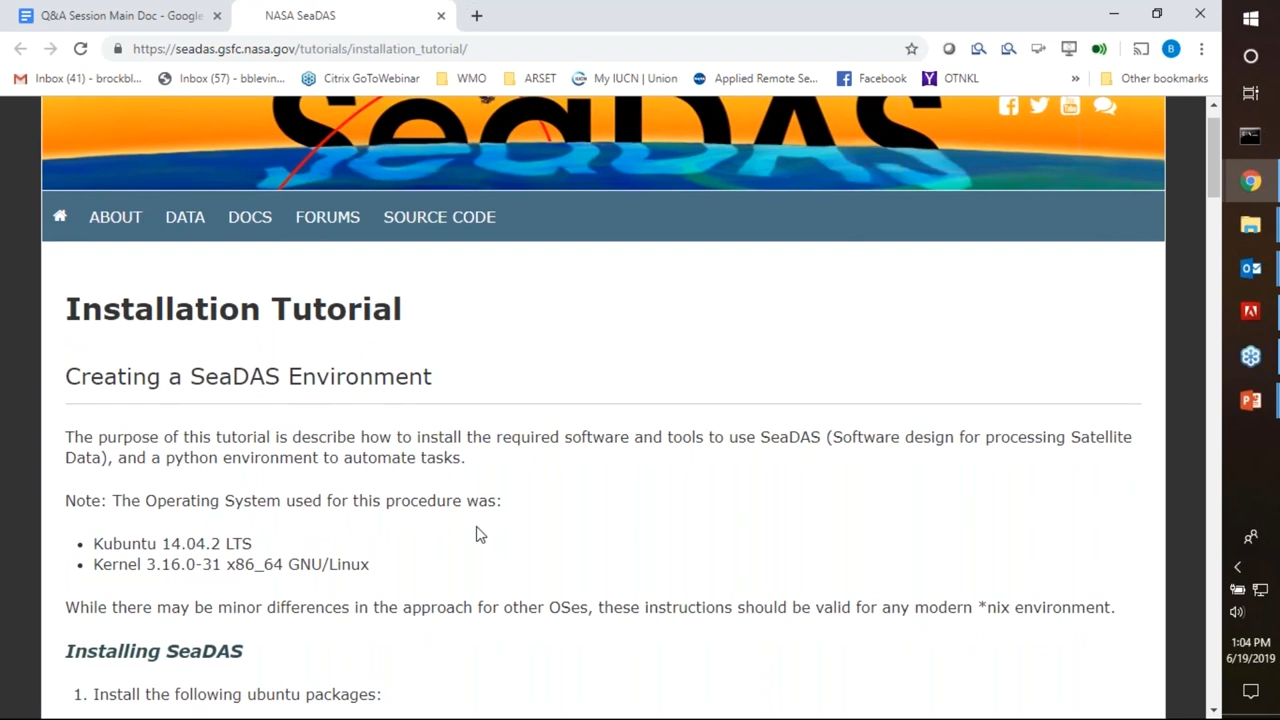 Q&A Session Main Doc - Google
NASA SeaDAS
https://seadas.gsfc.nasa.gov/tutorials/installation_tutorial/
B
Inbox (41) - brockbl...
Inbox (57) - bblevin...
Citrix GoToWebinar
WMO
ARSET
My IUCN | Union
Applied Remote Se...
Facebook
OTNKL
»
Other bookmarks
SeaDAS
ABOUT
DATA
DOCS
FORUMS
SOURCE CODE
Installation Tutorial
Creating a SeaDAS Environment
The purpose of this tutorial is describe how to install the required software and tools to use SeaDAS (Software design for processing Satellite
Data), and a python environment to automate tasks.
Note: The Operating System used for this procedure was:
• Kubuntu 14.04.2 LTS
• Kernel 3.16.0-31 x86_64 GNU/Linux
While there may be minor differences in the approach for other OSes, these instructions should be valid for any modern *nix environment.
Installing SeaDAS
1. Install the following ubuntu packages:
1:04 PM
6/19/2019